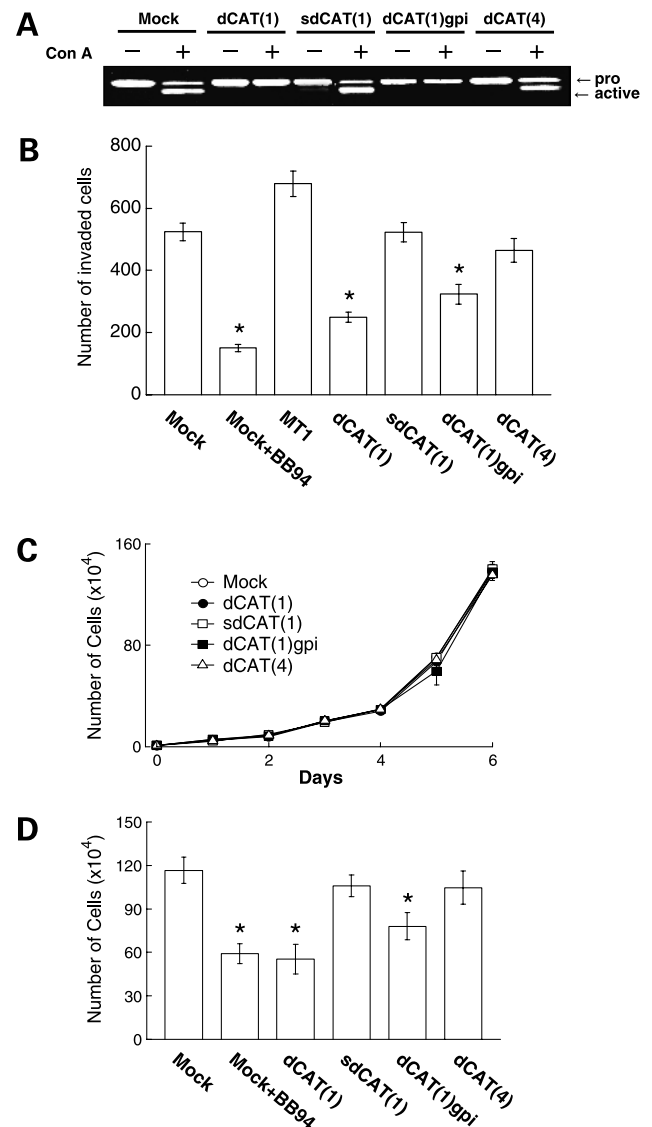 A
Mock dCAT(1) sdCAT(1) dCAT(1)gpi dCAT(4)
Con A − + − + − + − + − +
← pro
← active
B
Number of invaded cells
800
600
400
200
0
* * *
Mock Mock+BB94 MT1 dCAT(1) sdCAT(1) dCAT(1)gpi dCAT(4)
C
Number of Cells (x10⁴)
160
80
0
Mock
dCAT(1)
sdCAT(1)
dCAT(1)gpi
dCAT(4)
0 2 4 6
Days
D
Number of Cells (x10⁴)
150
120
90
60
30
0
* * *
Mock Mock+BB94 dCAT(1) sdCAT(1) dCAT(1)gpi dCAT(4)